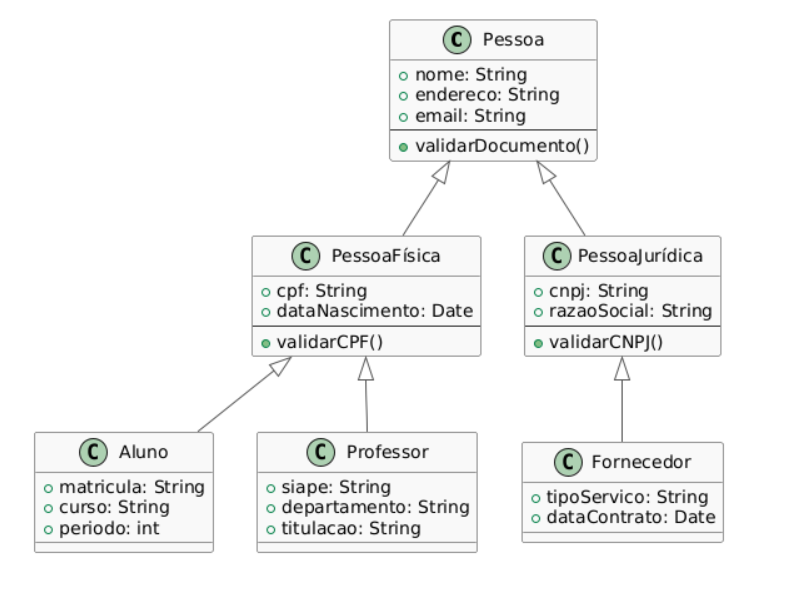 C Pessoa
nome: String
endereco: String
email: String
validarDocumento()
C PessoaFísica
cpf: String
dataNascimento: Date
validarCPF()
C PessoaJurídica
cnpj: String
razaoSocial: String
validarCNPJ()
C Aluno
matricula: String
curso: String
periodo: int
C Professor
siape: String
departamento: String
titulacao: String
C Fornecedor
tipoServico: String
dataContrato: Date